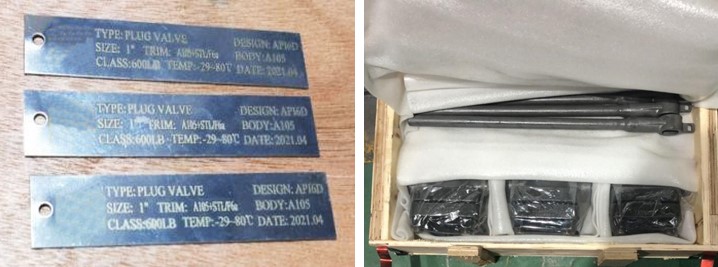 TYPE: PLUG VALVE DESIGN: API6D
SIZE: 1" TRIM: A105+STL/F6a BODY: A105
CLASS:600LB TEMP:-29~80℃ DATE: 2021.04
TYPE: PLUG VALVE DESIGN: API6D
SIZE: 1" TRIM: A105+STL/F6a BODY:A105
CLASS:600LB TEMP:-29~80℃ DATE: 2021.04
TYPE: PLUG VALVE DESIGN: API6D
SIZE: 1" TRIM: A105+STL/F6a BODY:A105
CLASS:600LB TEMP:-29~80℃ DATE: 2021.04